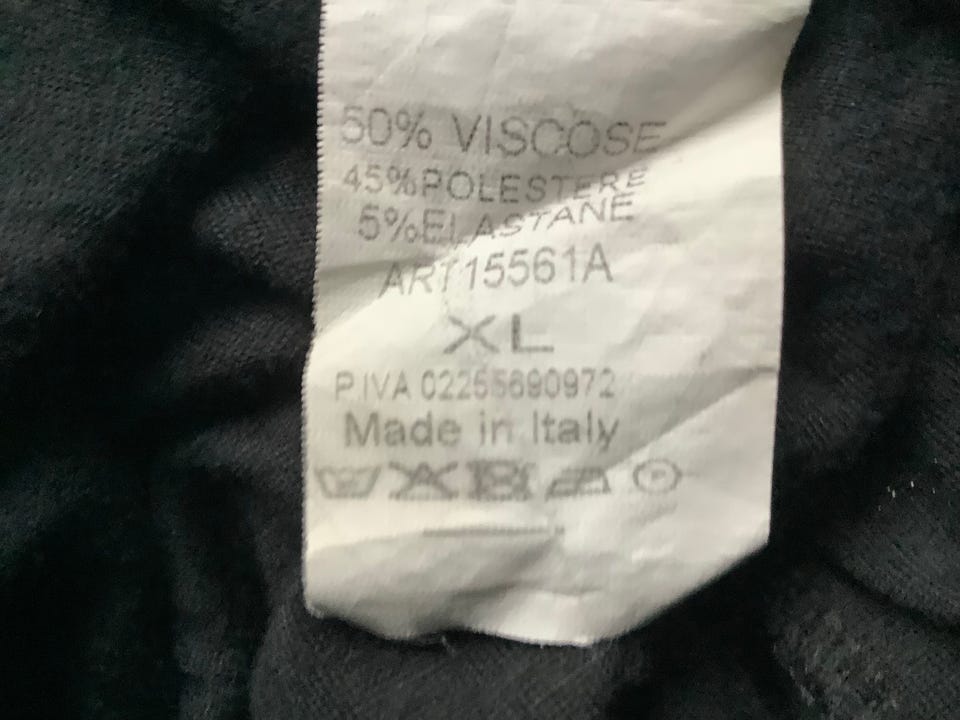 50% VISCOSE
45%POLESTERE
5%ELASTANE
ART15561A
XL
P.IVA 02255690972
Made in Italy